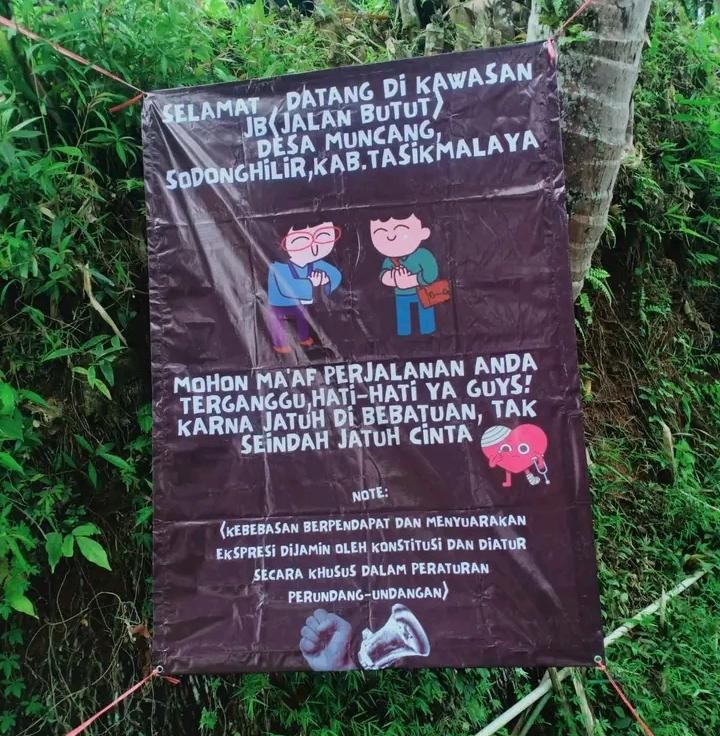 SELAMAT DATANG DI KAWASAN
JB(JALAN BUTUT)
DESA MUNCANG,
SODONGHILIR,KAB.TASIKMALAYA
MOHON MA'AF PERJALANAN ANDA
TERGANGGU,HATI-HATI YA GUYS!
KARNA JATUH DI BEBATUAN, TAK
SEINDAH JATUH CINTA
NOTE:
(KEBEBASAN BERPENDAPAT DAN MENYUARAKAN
EKSPRESI DIJAMIN OLEH KONSTITUSI DAN DIATUR
SECARA KHUSUS DALAM PERATURAN
PERUNDANG-UNDANGAN)